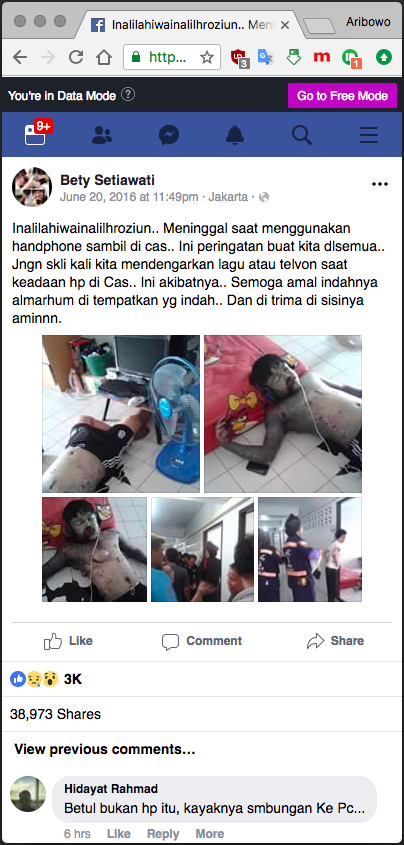 Inalilahiwainalilhroziun.. Meni
Aribowo
http...
3
1
You're in Data Mode ?
Go to Free Mode
9+
Bety Setiawati
June 20, 2016 at 11:49pm · Jakarta ·
Inalilahiwainalilhroziun.. Meninggal saat menggunakan
handphone sambil di cas.. Ini peringatan buat kita dlsemua..
Jngn skli kali kita mendengarkan lagu atau telvon saat
keadaan hp di Cas.. Ini akibatnya.. Semoga amal indahnya
almarhum di tempatkan yg indah.. Dan di trima di sisinya
aminnn.
Like Comment Share
3K
38,973 Shares
View previous comments...
Hidayat Rahmad
Betul bukan hp itu, kayaknya smbungan Ke Pc...
6 hrs Like Reply More